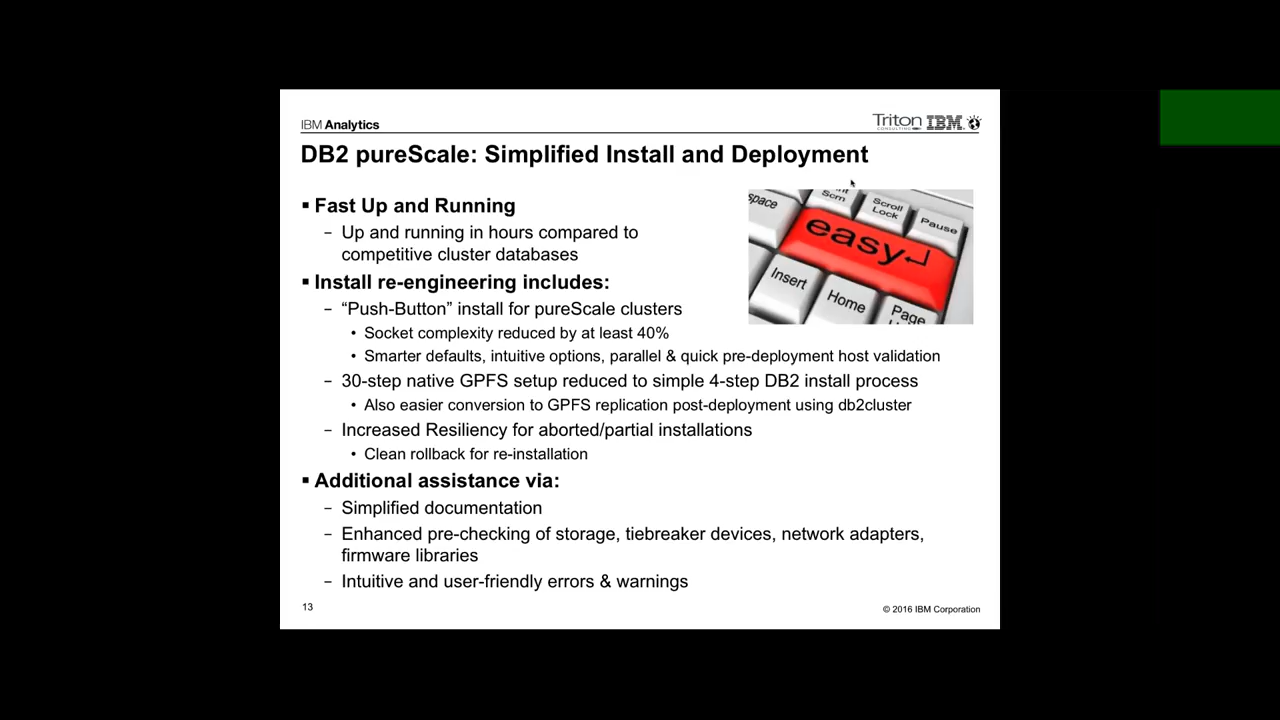 IBM Analytics
Triton IBM
CONSULTING
DB2 pureScale: Simplified Install and Deployment
▪ Fast Up and Running
– Up and running in hours compared to
competitive cluster databases
▪ Install re-engineering includes:
– “Push-Button” install for pureScale clusters
• Socket complexity reduced by at least 40%
• Smarter defaults, intuitive options, parallel & quick pre-deployment host validation
– 30-step native GPFS setup reduced to simple 4-step DB2 install process
• Also easier conversion to GPFS replication post-deployment using db2cluster
– Increased Resiliency for aborted/partial installations
• Clean rollback for re-installation
▪ Additional assistance via:
– Simplified documentation
– Enhanced pre-checking of storage, tiebreaker devices, network adapters,
firmware libraries
– Intuitive and user-friendly errors & warnings
space
nt
Scrn
Scroll
Lock
Pause
easy
Insert
Home
Page
13
© 2016 IBM Corporation